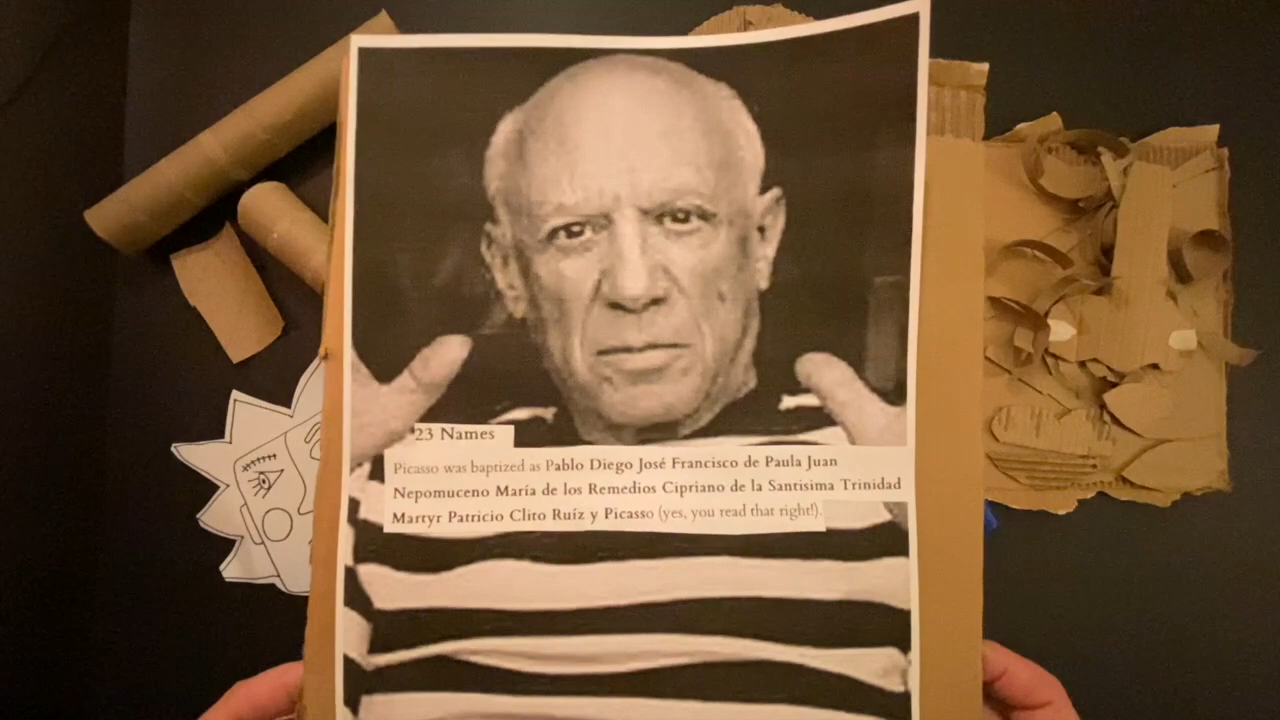 23 Names
Picasso was baptized as Pablo Diego José Francisco de Paula Juan
Nepomuceno María de los Remedios Cipriano de la Santisima Trinidad
Martyr Patricio Clito Ruíz y Picasso (yes, you read that right!).